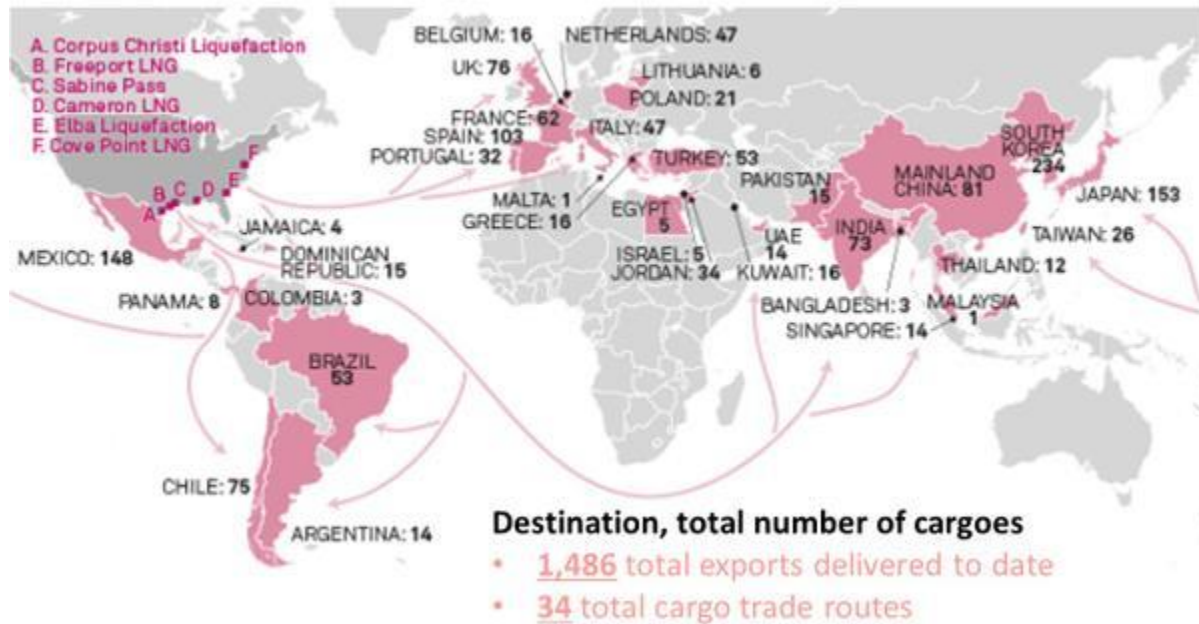 A. Corpus Christi Liquefaction
B. Freeport LNG
C. Sabine Pass
D. Cameron LNG
E. Elba Liquefaction
F. Cove Point LNG
F
E
D
C
B
A
BELGIUM: 16
NETHERLANDS: 47
UK: 76
LITHUANIA: 6
POLAND: 21
FRANCE: 62
ITALY: 47
SPAIN: 103
PORTUGAL: 32
TURKEY: 53
MALTA: 1
GREECE: 16
EGYPT
5
ISRAEL: 5
JORDAN: 34
KUWAIT: 16
UAE
14
PAKISTAN
15
INDIA
73
MAINLAND
CHINA: 81
SOUTH
KOREA
234
JAPAN: 153
TAIWAN: 26
THAILAND: 12
BANGLADESH: 3
MALAYSIA
1
SINGAPORE: 14
MEXICO: 148
JAMAICA: 4
DOMINICAN
REPUBLIC: 15
PANAMA: 8
COLOMBIA: 3
BRAZIL
53
CHILE: 75
ARGENTINA: 14
Destination, total number of cargoes
• 1,486 total exports delivered to date
• 34 total cargo trade routes